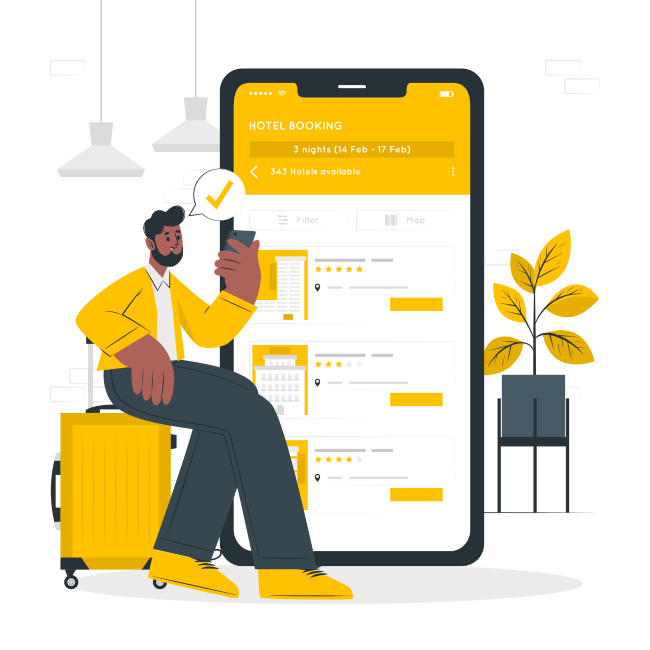 HOTEL BOOKING
3 nights (14 Feb - 17 Feb)
343 Hotels available
Filter
Map